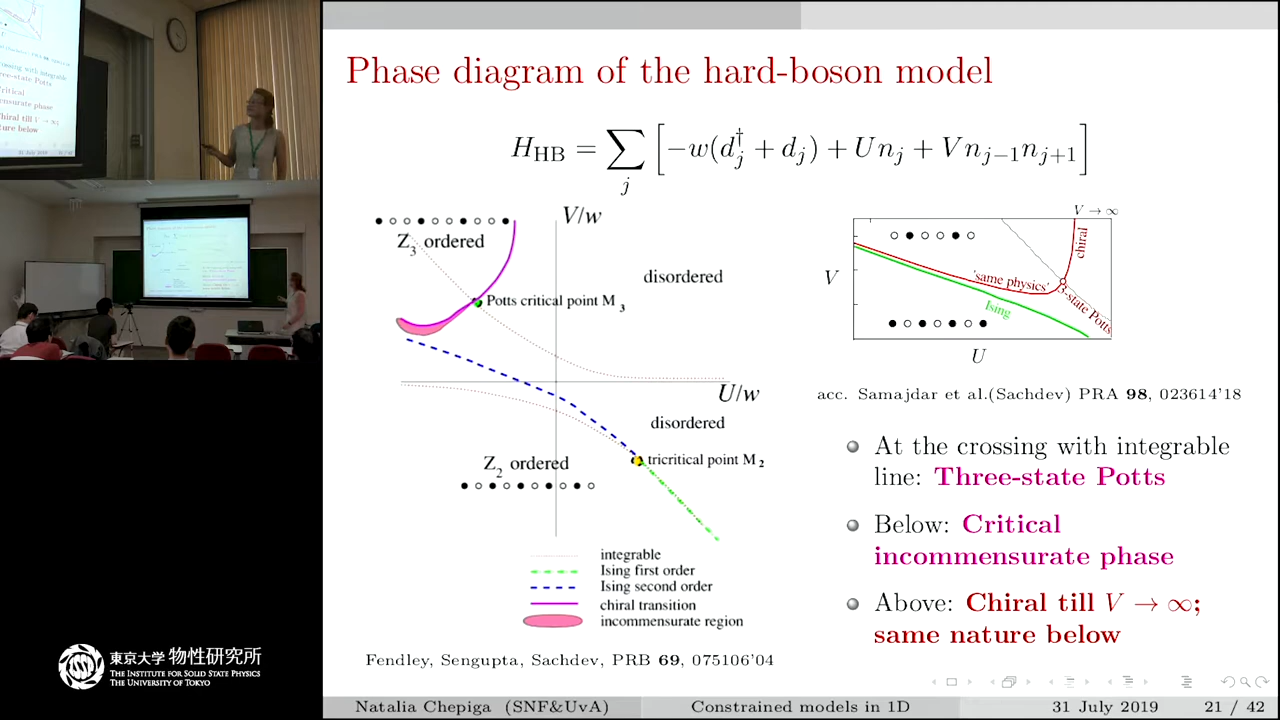 Phase diagram of the hard-boson model
H_HB = ∑_j [−w(d_j^† + d_j) + U n_j + V n_{j−1} n_{j+1}]
V/w
Z_3 ordered
disordered
Potts critical point M_3
U/w
disordered
Z_2 ordered
tricritical point M_2
integrable
Ising first order
Ising second order
chiral transition
incommensurate region
Fendley, Sengupta, Sachdev, PRB 69, 075106'04
V → ∞
chiral
V
'same physics'
Ising
-state Potts
U
acc. Samajdar et al.(Sachdev) PRA 98, 023614'18
At the crossing with integrable
line: Three-state Potts
Below: Critical
incommensurate phase
Above: Chiral till V → ∞;
same nature below
Natalia Chepiga (SNF&UvA) Constrained models in 1D 31 July 2019 21 / 42
東京大学 物性研究所
THE INSTITUTE FOR SOLID STATE PHYSICS
THE UNIVERSITY OF TOKYO